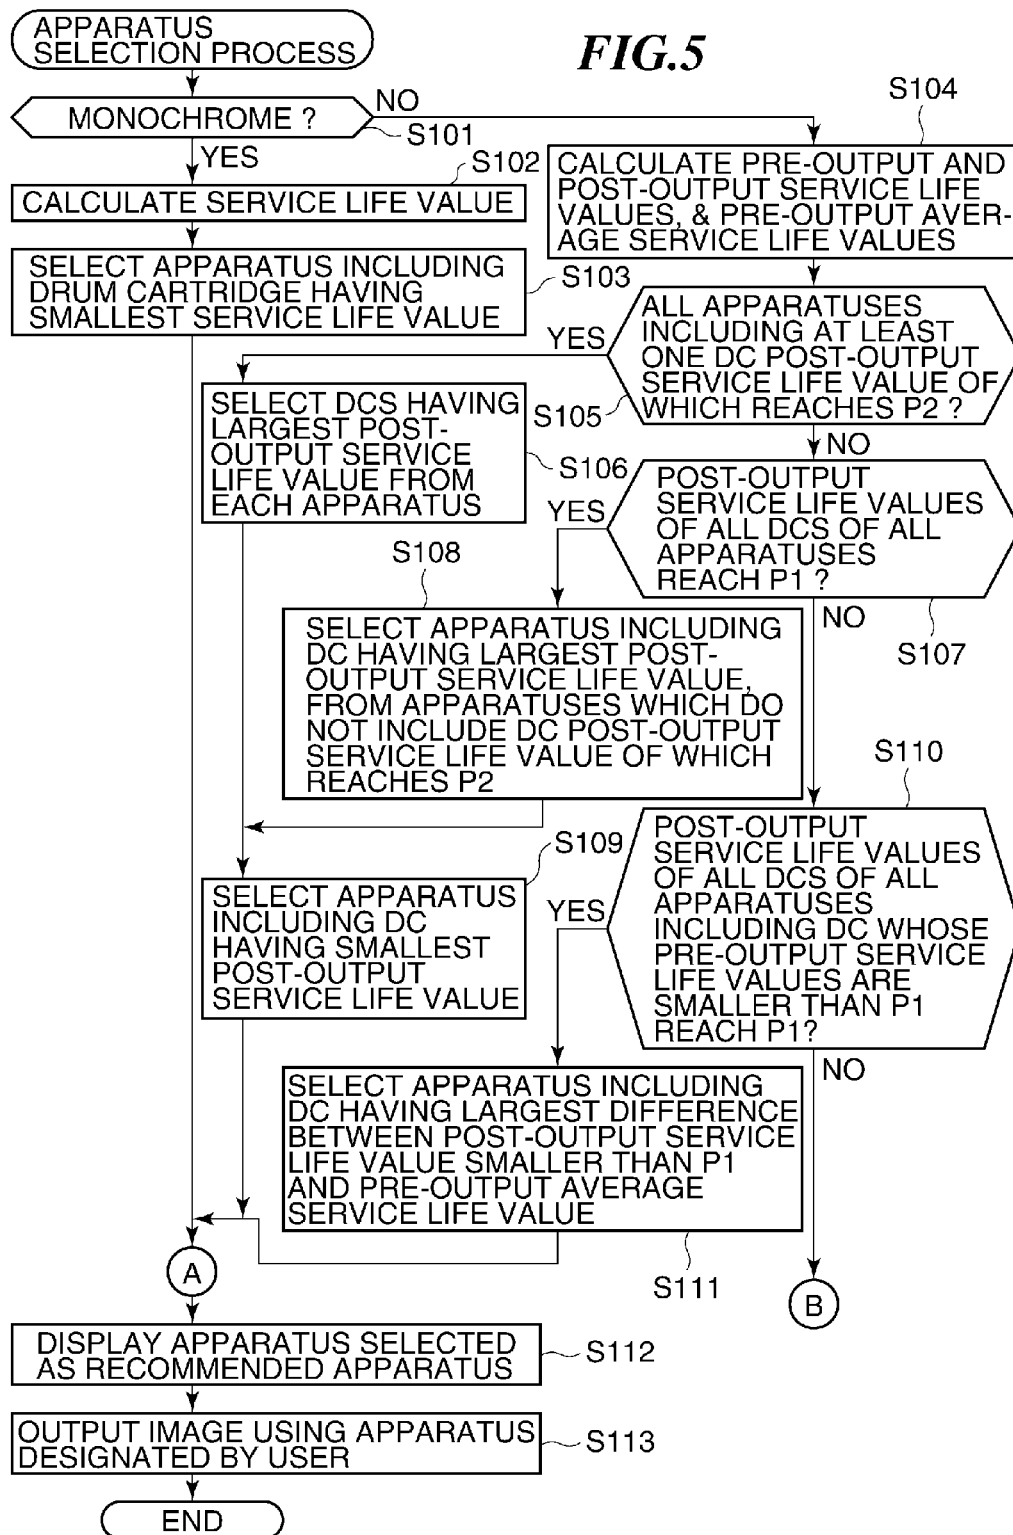 APPARATUS
SELECTION PROCESS
FIG.5
MONOCHROME ?
NO
S101
YES
S102
CALCULATE SERVICE LIFE VALUE
SELECT APPARATUS INCLUDING
DRUM CARTRIDGE HAVING
SMALLEST SERVICE LIFE VALUE
S103
S104
CALCULATE PRE-OUTPUT AND
POST-OUTPUT SERVICE LIFE
VALUES, & PRE-OUTPUT AVER-
AGE SERVICE LIFE VALUES
ALL APPARATUSES
INCLUDING AT LEAST
ONE DC POST-OUTPUT
SERVICE LIFE VALUE OF
WHICH REACHES P2 ?
YES
S105
NO
SELECT DCS HAVING
LARGEST POST-
OUTPUT SERVICE
LIFE VALUE FROM
EACH APPARATUS
S106
POST-OUTPUT
SERVICE LIFE VALUES
OF ALL DCS OF ALL
APPARATUSES
REACH P1 ?
YES
NO
S107
S108
SELECT APPARATUS INCLUDING
DC HAVING LARGEST POST-
OUTPUT SERVICE LIFE VALUE,
FROM APPARATUSES WHICH DO
NOT INCLUDE DC POST-OUTPUT
SERVICE LIFE VALUE OF WHICH
REACHES P2
S109
SELECT APPARATUS
INCLUDING DC
HAVING SMALLEST
POST-OUTPUT
SERVICE LIFE VALUE
S110
POST-OUTPUT
SERVICE LIFE VALUES
OF ALL DCS OF ALL
APPARATUSES
INCLUDING DC WHOSE
PRE-OUTPUT SERVICE
LIFE VALUES ARE
SMALLER THAN P1
REACH P1?
YES
NO
SELECT APPARATUS INCLUDING
DC HAVING LARGEST DIFFERENCE
BETWEEN POST-OUTPUT SERVICE
LIFE VALUE SMALLER THAN P1
AND PRE-OUTPUT AVERAGE
SERVICE LIFE VALUE
S111
A
B
DISPLAY APPARATUS SELECTED
AS RECOMMENDED APPARATUS
S112
OUTPUT IMAGE USING APPARATUS
DESIGNATED BY USER
S113
END